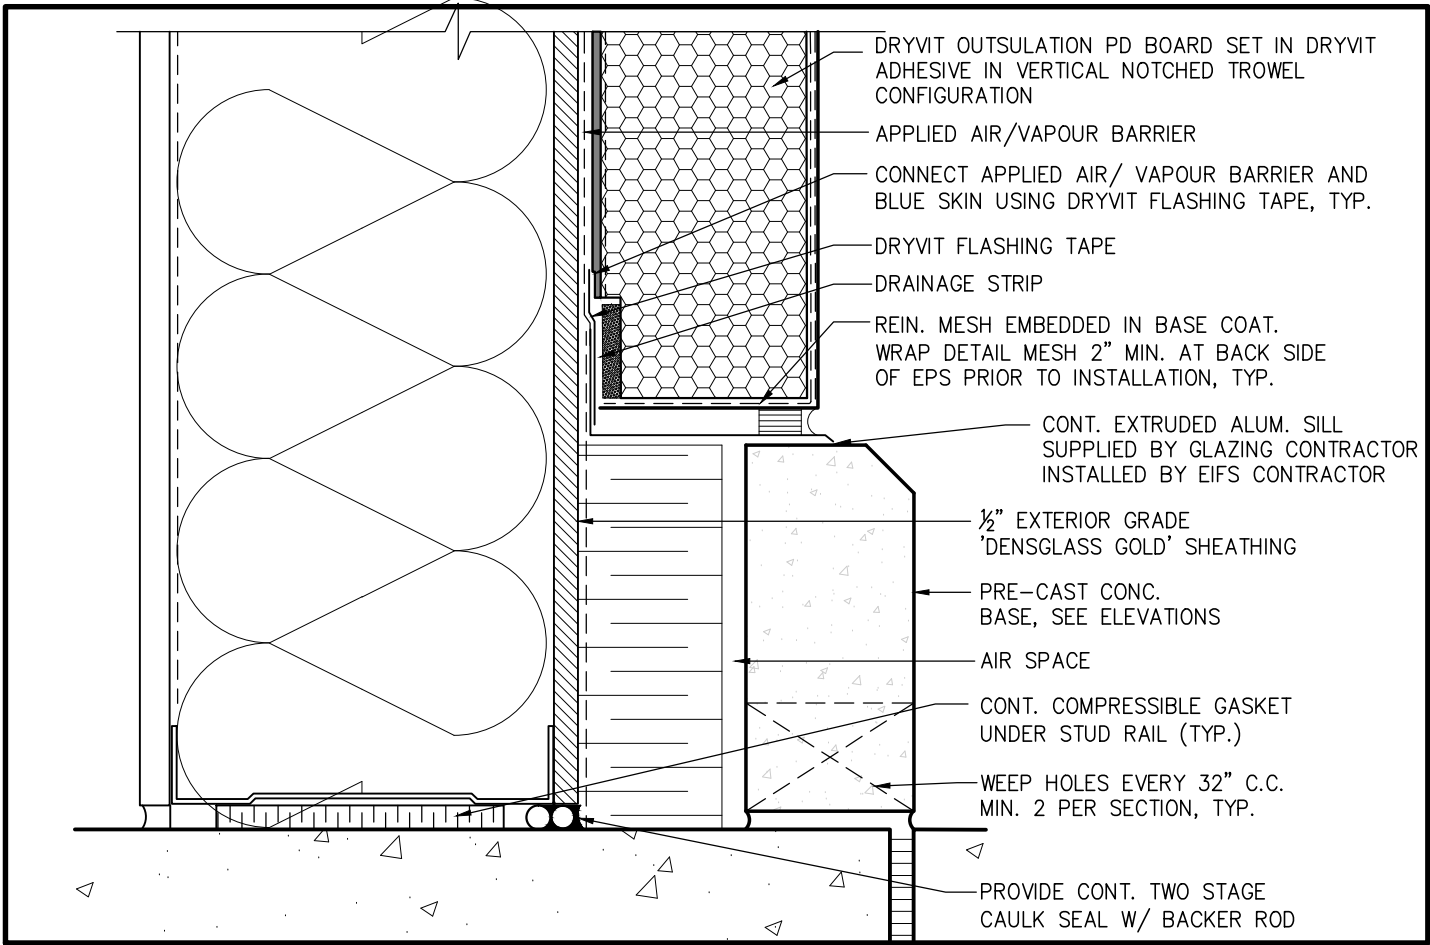 DRYVIT OUTSULATION PD BOARD SET IN DRYVIT
ADHESIVE IN VERTICAL NOTCHED TROWEL
CONFIGURATION
APPLIED AIR/VAPOUR BARRIER
CONNECT APPLIED AIR/ VAPOUR BARRIER AND
BLUE SKIN USING DRYVIT FLASHING TAPE, TYP.
DRYVIT FLASHING TAPE
DRAINAGE STRIP
REIN. MESH EMBEDDED IN BASE COAT.
WRAP DETAIL MESH 2" MIN. AT BACK SIDE
OF EPS PRIOR TO INSTALLATION, TYP.
CONT. EXTRUDED ALUM. SILL
SUPPLIED BY GLAZING CONTRACTOR
INSTALLED BY EIFS CONTRACTOR
½" EXTERIOR GRADE
'DENSGLASS GOLD' SHEATHING
PRE-CAST CONC.
BASE, SEE ELEVATIONS
AIR SPACE
CONT. COMPRESSIBLE GASKET
UNDER STUD RAIL (TYP.)
WEEP HOLES EVERY 32" C.C.
MIN. 2 PER SECTION, TYP.
PROVIDE CONT. TWO STAGE
CAULK SEAL W/ BACKER ROD